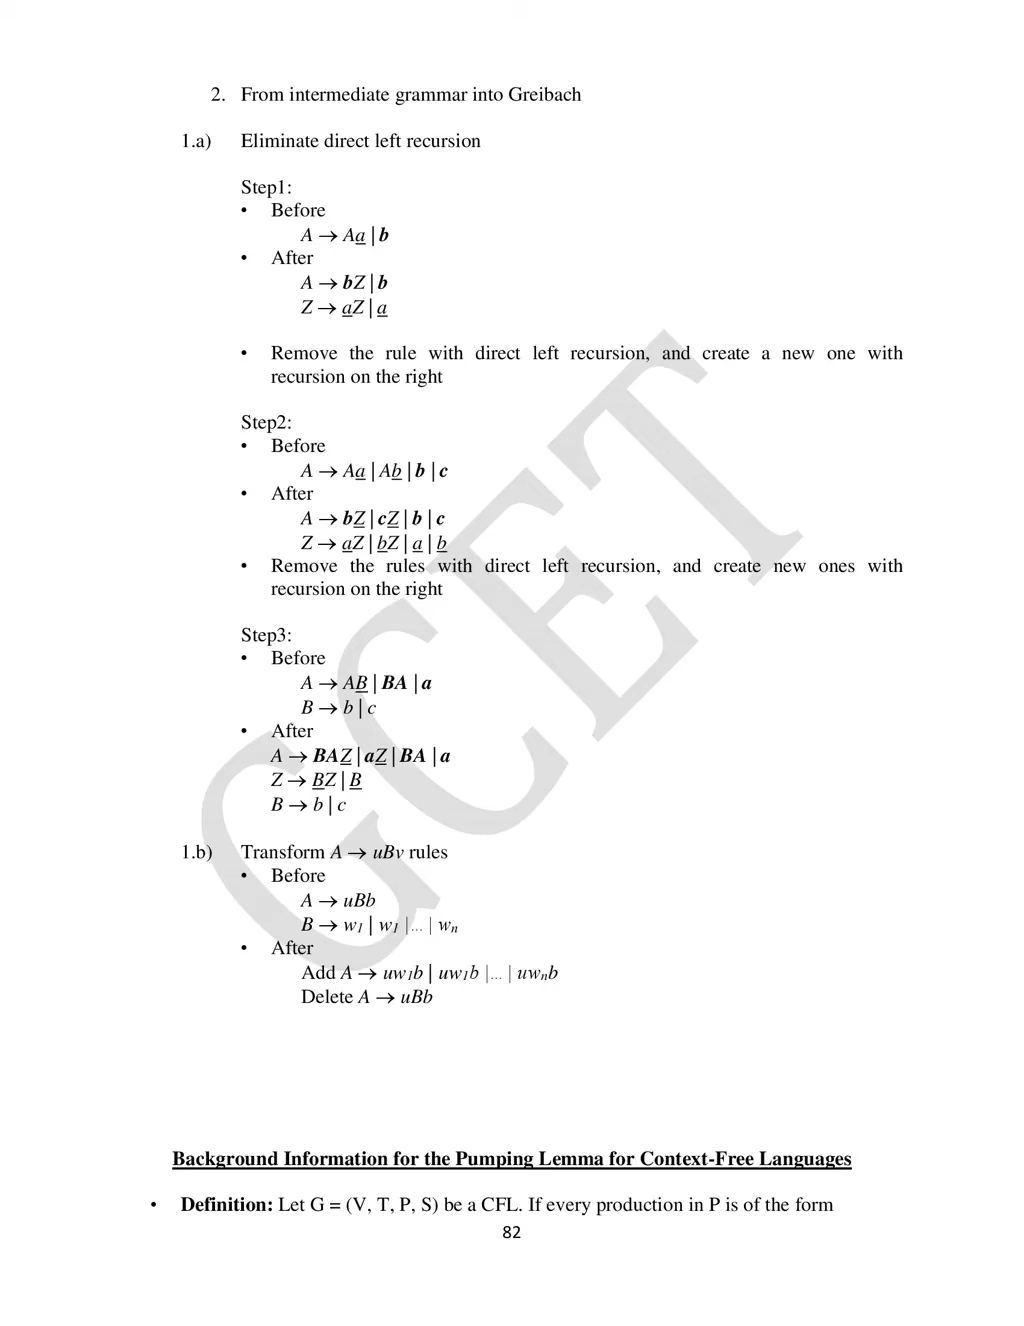 2. From intermediate grammar into Greibach
1.a) Eliminate direct left recursion
Step1:
• Before
A → Aa | b
• After
A → bZ | b
Z → aZ | a
• Remove the rule with direct left recursion, and create a new one with
recursion on the right
Step2:
• Before
A → Aa | Ab | b | c
• After
A → bZ | cZ | b | c
Z → aZ | bZ | a | b
• Remove the rules with direct left recursion, and create new ones with
recursion on the right
Step3:
• Before
A → AB | BA | a
B → b | c
• After
A → BAZ | aZ | BA | a
Z → BZ | B
B → b | c
1.b) Transform A → uBv rules
• Before
A → uBb
B → w1 | w1 |... | wn
• After
Add A → uw1b | uw1b |... | uwnb
Delete A → uBb
Background Information for the Pumping Lemma for Context-Free Languages
• Definition: Let G = (V, T, P, S) be a CFL. If every production in P is of the form
82
GCET